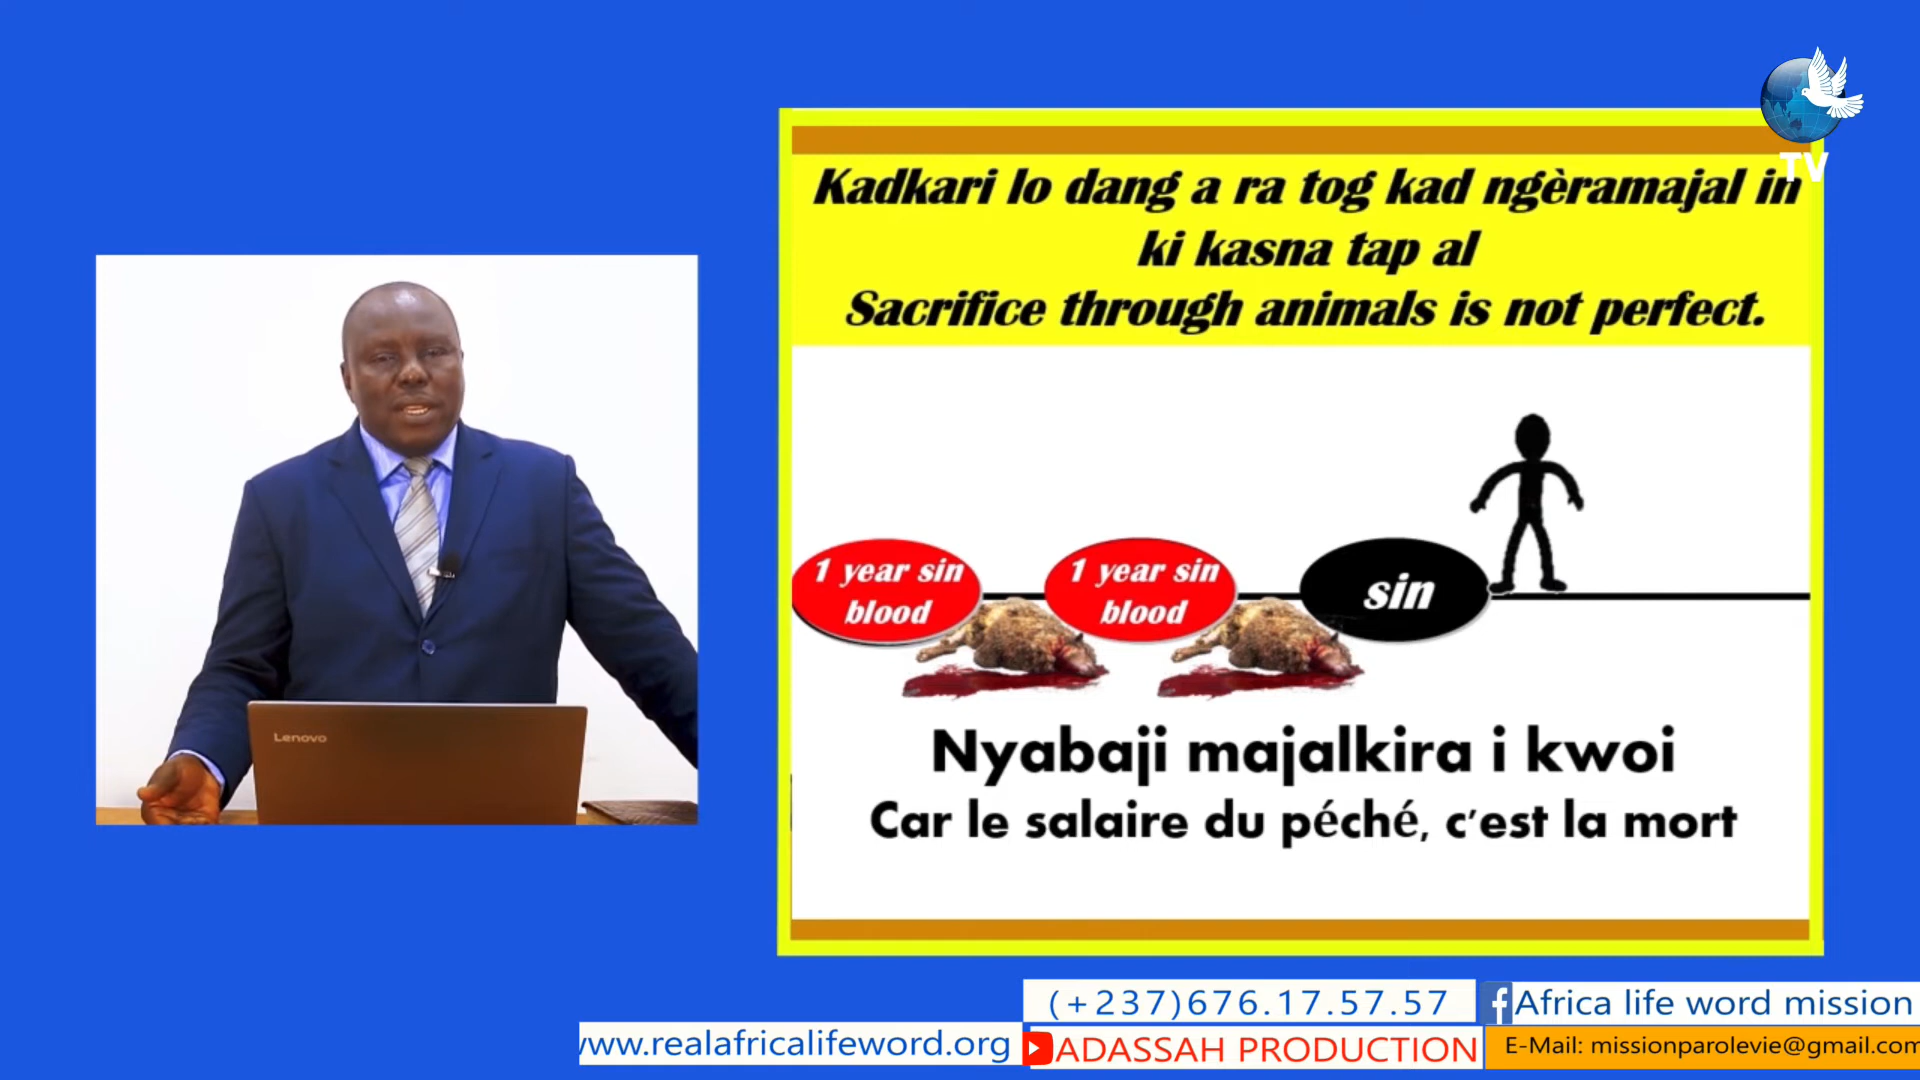 TV
Kadkari lo dang a ra tog kad ngèramajal in
ki kasna tap al
Sacrifice through animals is not perfect.
1 year sin
blood
1 year sin
blood
sin
Nyabaji majalkira i kwoi
Car le salaire du péché, c'est la mort
Lenovo
(+237)676.17.57.57
Africa life word mission
www.realafricalifeword.org
ADASSAH PRODUCTION
E-Mail: missionparolevie@gmail.com